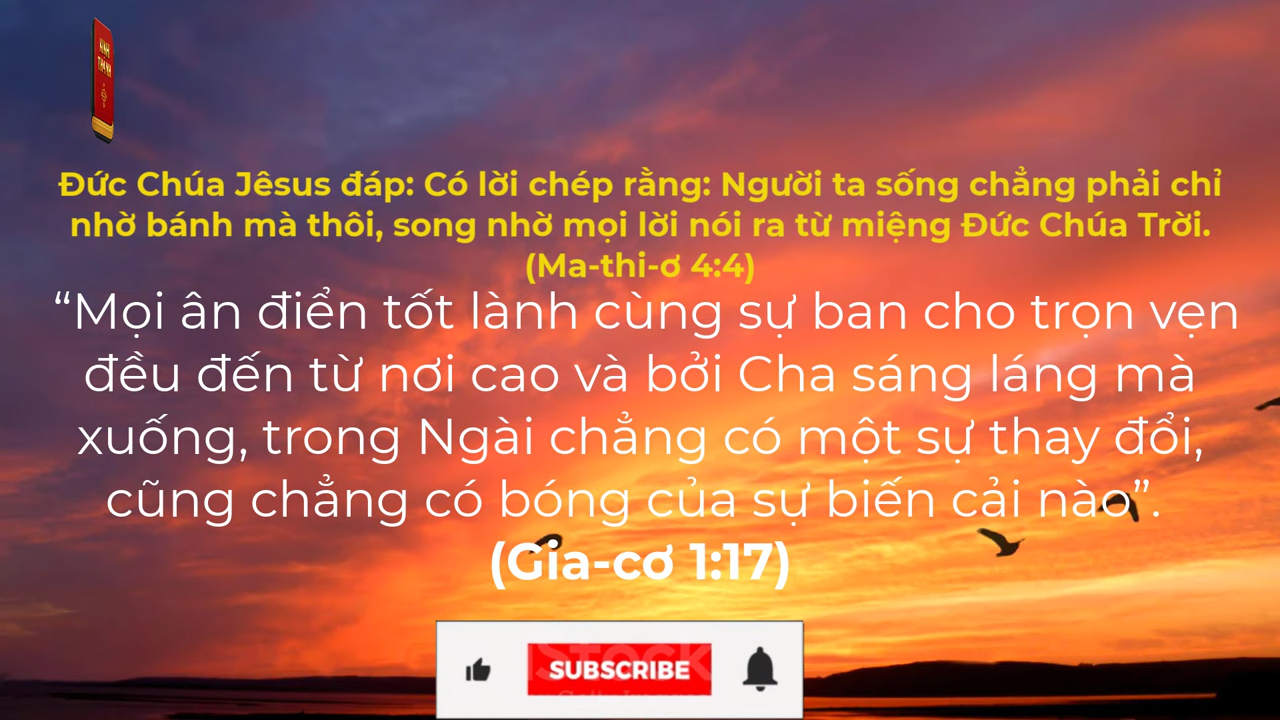 KINH
THÁNH
Đức Chúa Jêsus đáp: Có lời chép rằng: Người ta sống chẳng phải chỉ
nhờ bánh mà thôi, song nhờ mọi lời nói ra từ miệng Đức Chúa Trời.
(Ma-thi-ơ 4:4)
“Mọi ân điển tốt lành cùng sự ban cho trọn vẹn
đều đến từ nơi cao và bởi Cha sáng láng mà
xuống, trong Ngài chẳng có một sự thay đổi,
cũng chẳng có bóng của sự biến cải nào”.
(Gia-cơ 1:17)
SUBSCRIBE